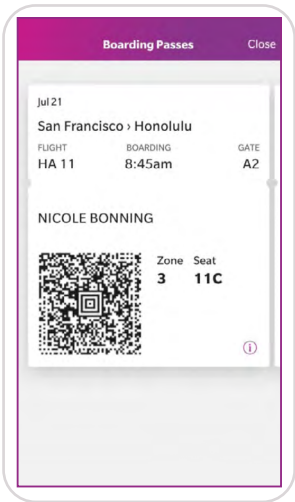 Boarding Passes Close
Jul 21
San Francisco › Honolulu
FLIGHT BOARDING GATE
HA 11 8:45am A2
NICOLE BONNING
Zone Seat
3 11C
i